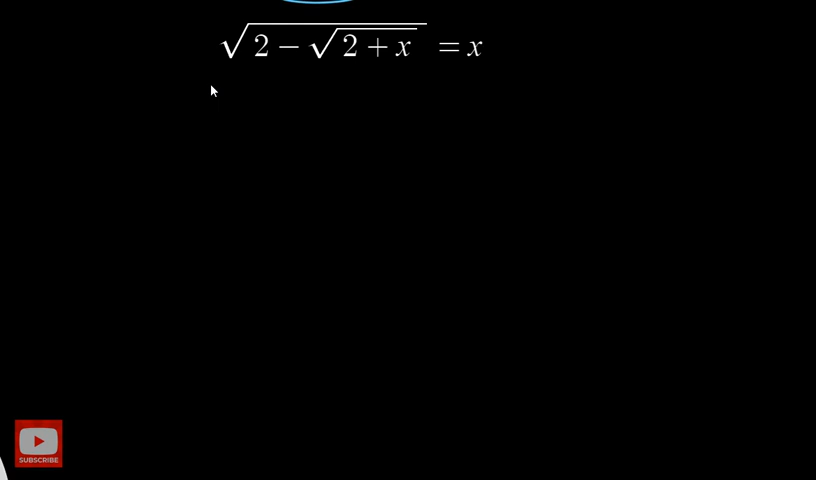 √(2 − √(2 + x)) = x
SUBSCRIBE